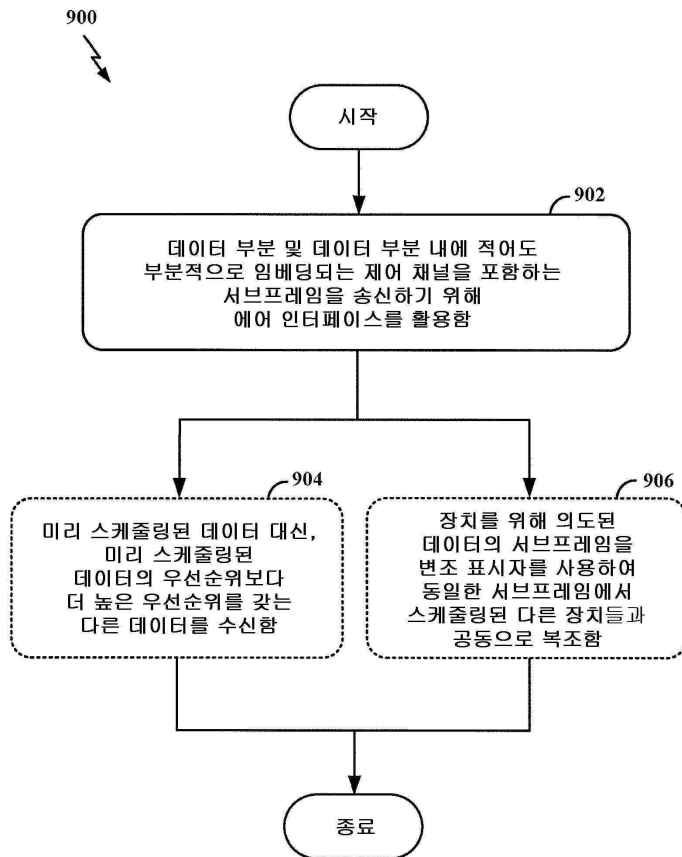 900
시작
902
데이터 부분 및 데이터 부분 내에 적어도
부분적으로 임베딩되는 제어 채널을 포함하는
서브프레임을 송신하기 위해
에어 인터페이스를 활용함
904
미리 스케줄링된 데이터 대신,
미리 스케줄링된
데이터의 우선순위보다
더 높은 우선순위를 갖는
다른 데이터를 수신함
906
장치를 위해 의도된
데이터의 서브프레임을
변조 표시자를 사용하여
동일한 서브프레임에서
스케줄링된 다른 장치들과
공동으로 복조함
종료